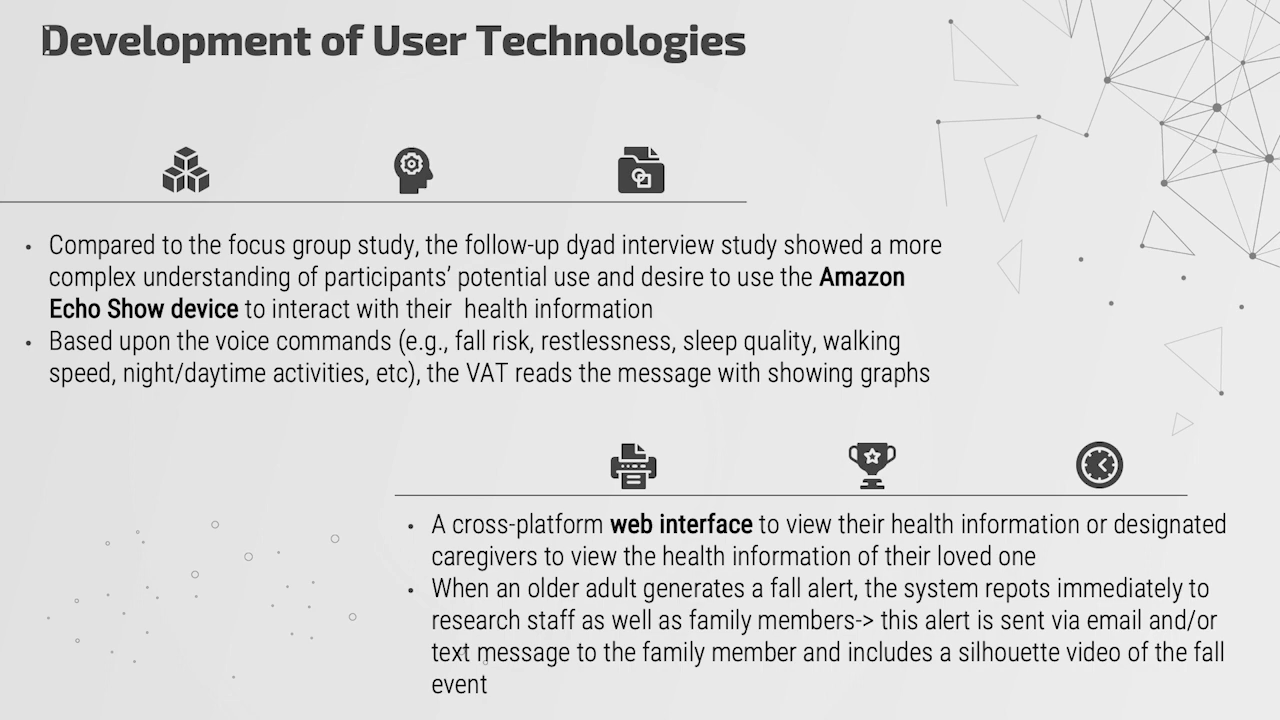 Development of User Technologies
• Compared to the focus group study, the follow-up dyad interview study showed a more
complex understanding of participants’ potential use and desire to use the Amazon
Echo Show device to interact with their  health information
• Based upon the voice commands (e.g., fall risk, restlessness, sleep quality, walking
speed, night/daytime activities, etc), the VAT reads the message with showing graphs
• A cross-platform web interface to view their health information or designated
caregivers to view the health information of their loved one
• When an older adult generates a fall alert, the system repots immediately to
research staff as well as family members-> this alert is sent via email and/or
text message to the family member and includes a silhouette video of the fall
event